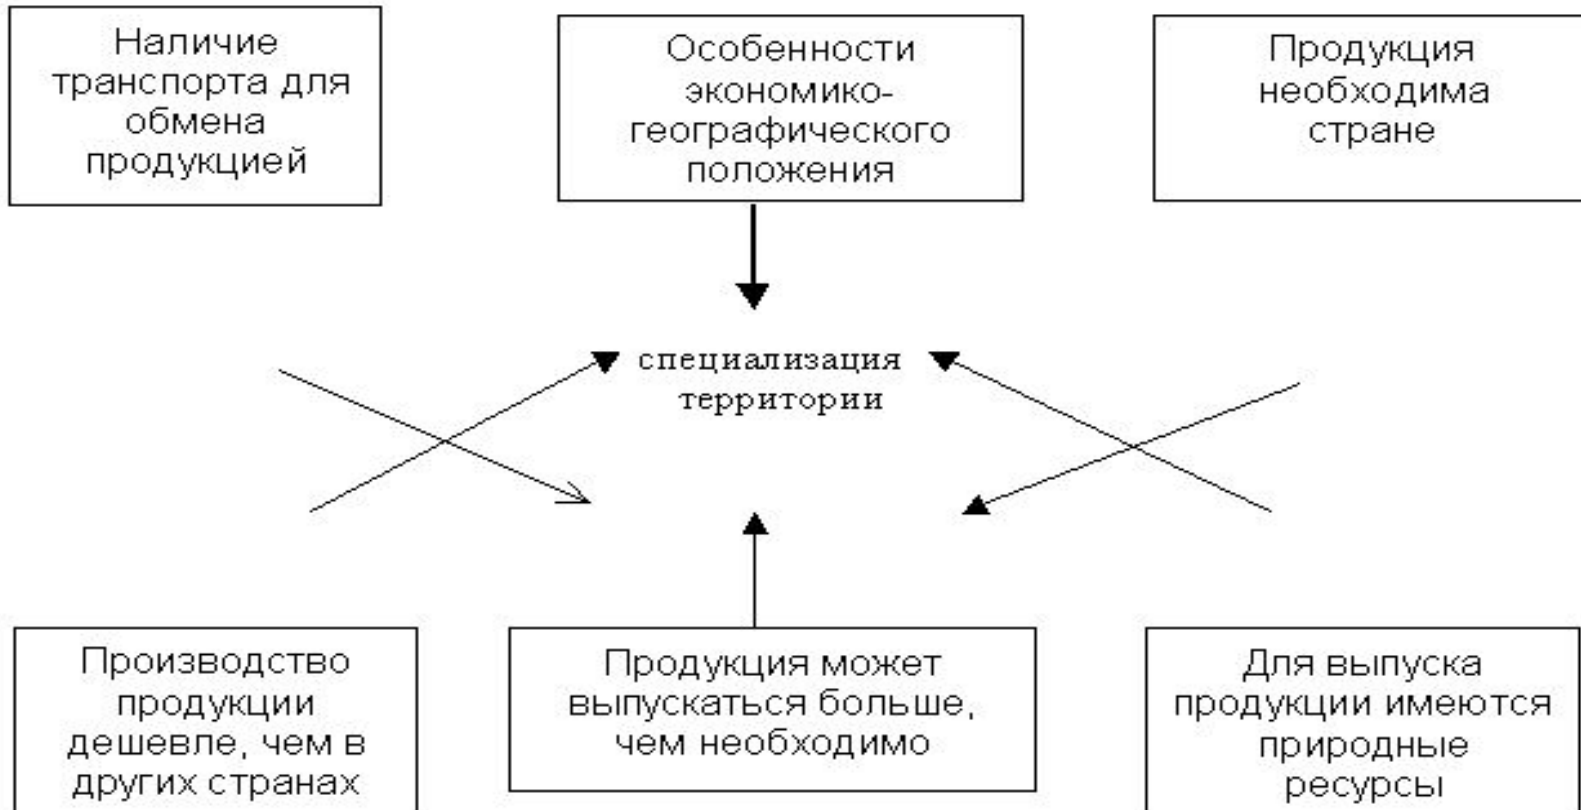 Наличие
транспорта для
обмена
продукцией
Особенности
экономико-
географического
положения
Продукция
необходима
стране
специализация
территории
Производство
продукции
дешевле, чем в
других странах
Продукция может
выпускаться больше,
чем необходимо
Для выпуска
продукции имеются
природные
ресурсы